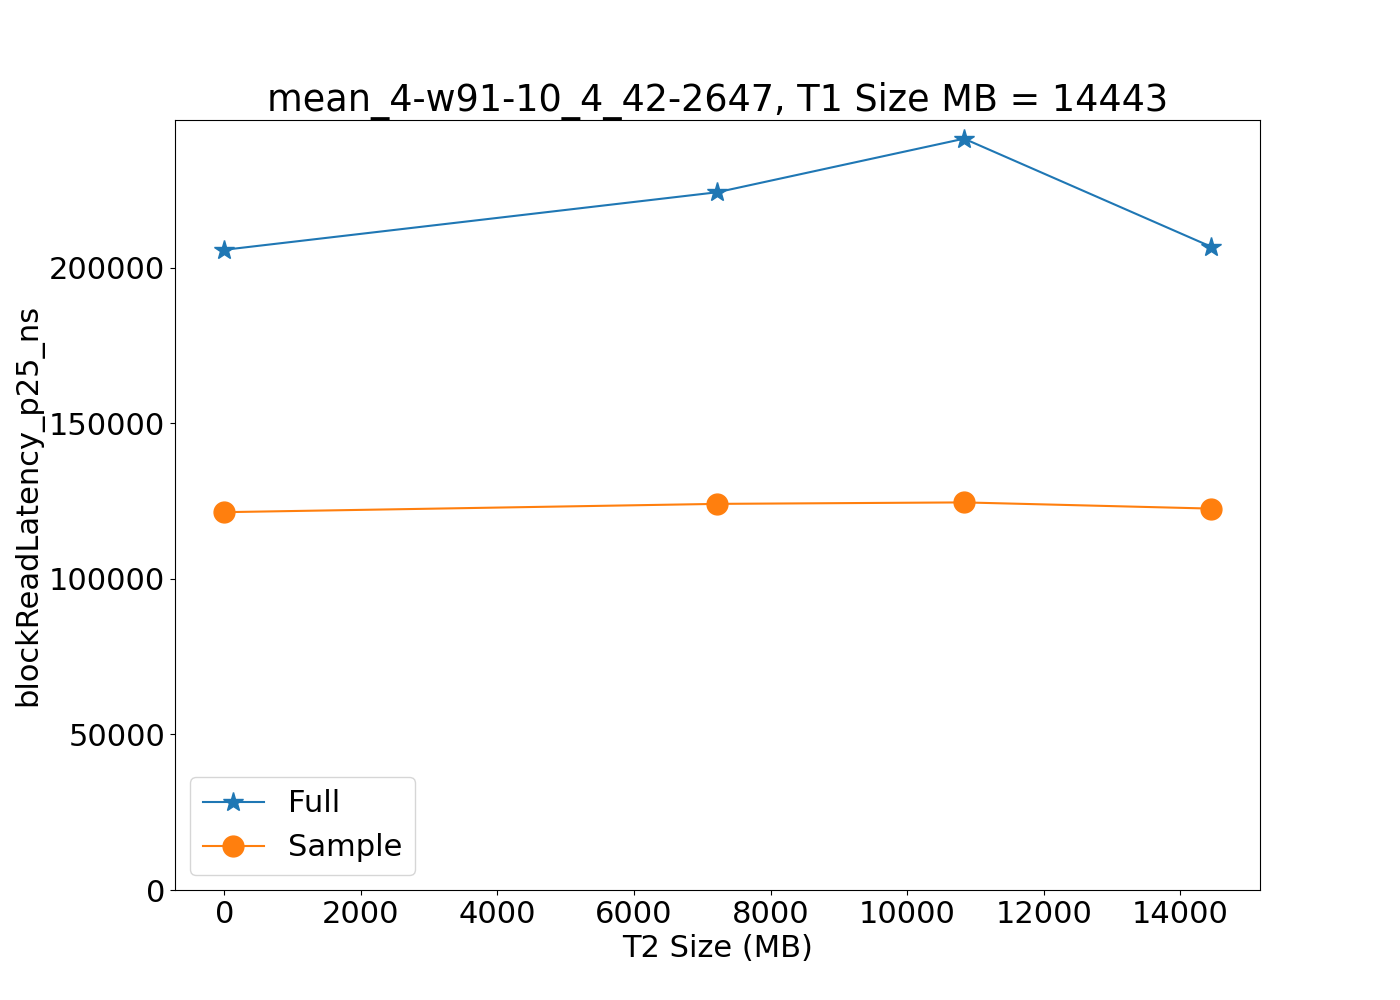 mean_4-w91-10_4_42-2647, T1 Size MB = 14443
blockReadLatency_p25_ns
200000
150000
100000
50000
0
Full
Sample
0 2000 4000 6000 8000 10000 12000 14000
T2 Size (MB)